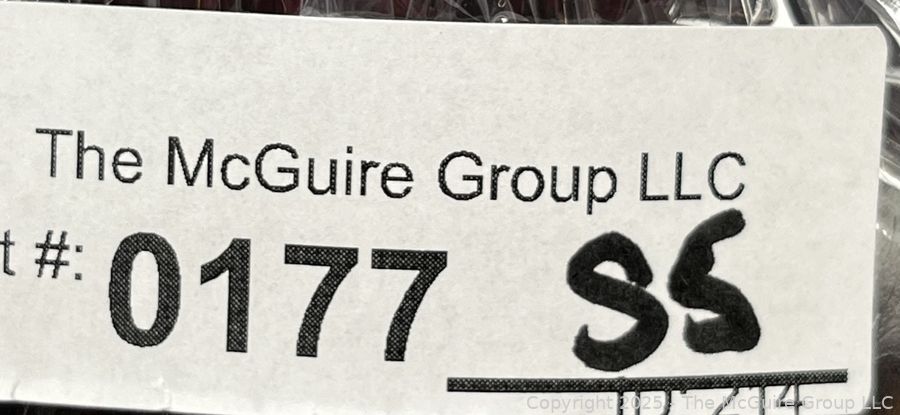 The McGuire Group LLC
t #: 0177 SS
Copyright 2025 - The McGuire Group LLC